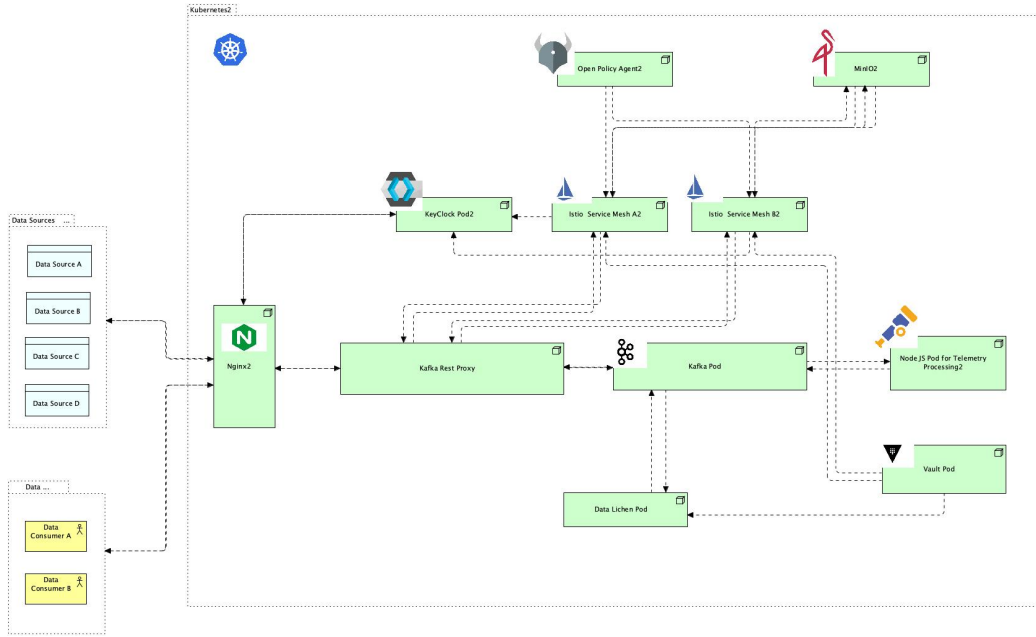 Kubernetes2
Open Policy Agent2
MinIO2
KeyClock Pod2
Istio Service Mesh A2
Istio Service Mesh B2
Data Sources ...
Data Source A
Data Source B
Data Source C
Data Source D
N
Nginx2
Kafka Rest Proxy
Kafka Pod
Node JS Pod for Telemetry
Processing2
Vault Pod
Data Lichen Pod
Data ...
Data
Consumer A
Data
Consumer B